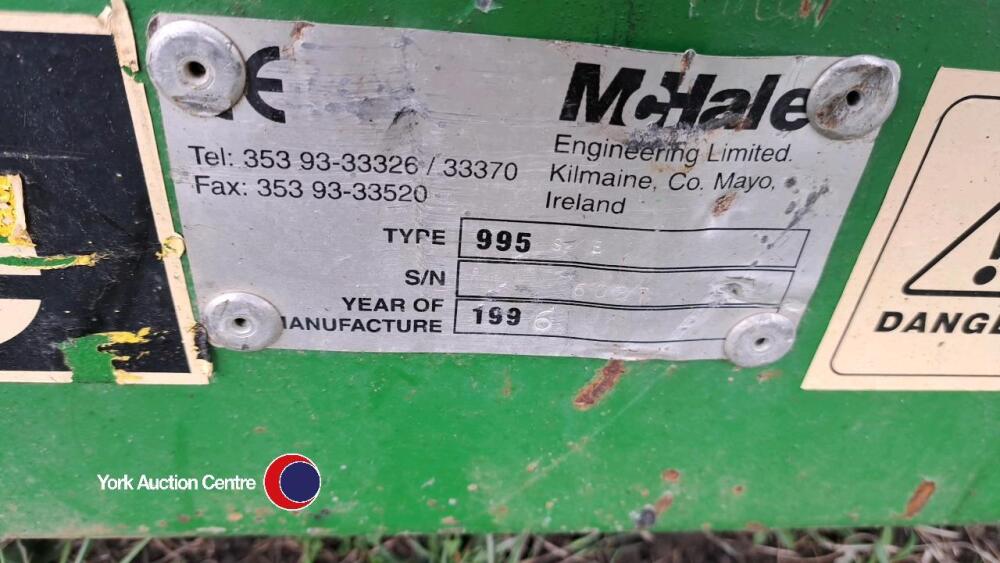 CE
McHale
Engineering Limited.
Kilmaine, Co. Mayo,
Ireland
Tel: 353 93-33326 / 33370
Fax: 353 93-33520
TYPE 995
S/N
YEAR OF
MANUFACTURE 1996
DANGE
York Auction Centre